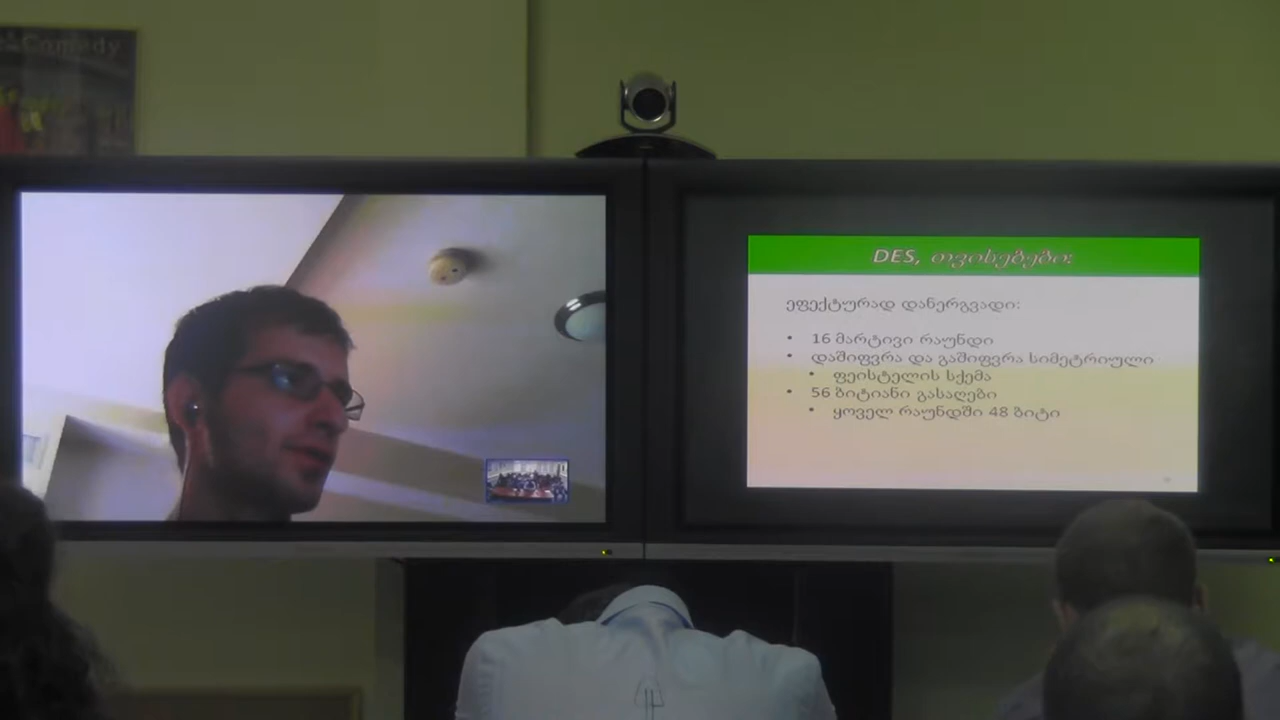 Comedy
DES, თვისებები:
ეფექტურად დანერგვადი:
• 16 მარტივი რაუნდი
• დაშიფვრა და გაშიფვრა სიმეტრიული
• ფეისტელის სქემა
• 56 ბიტიანი გასაღები
• ყოველ რაუნდში 48 ბიტი